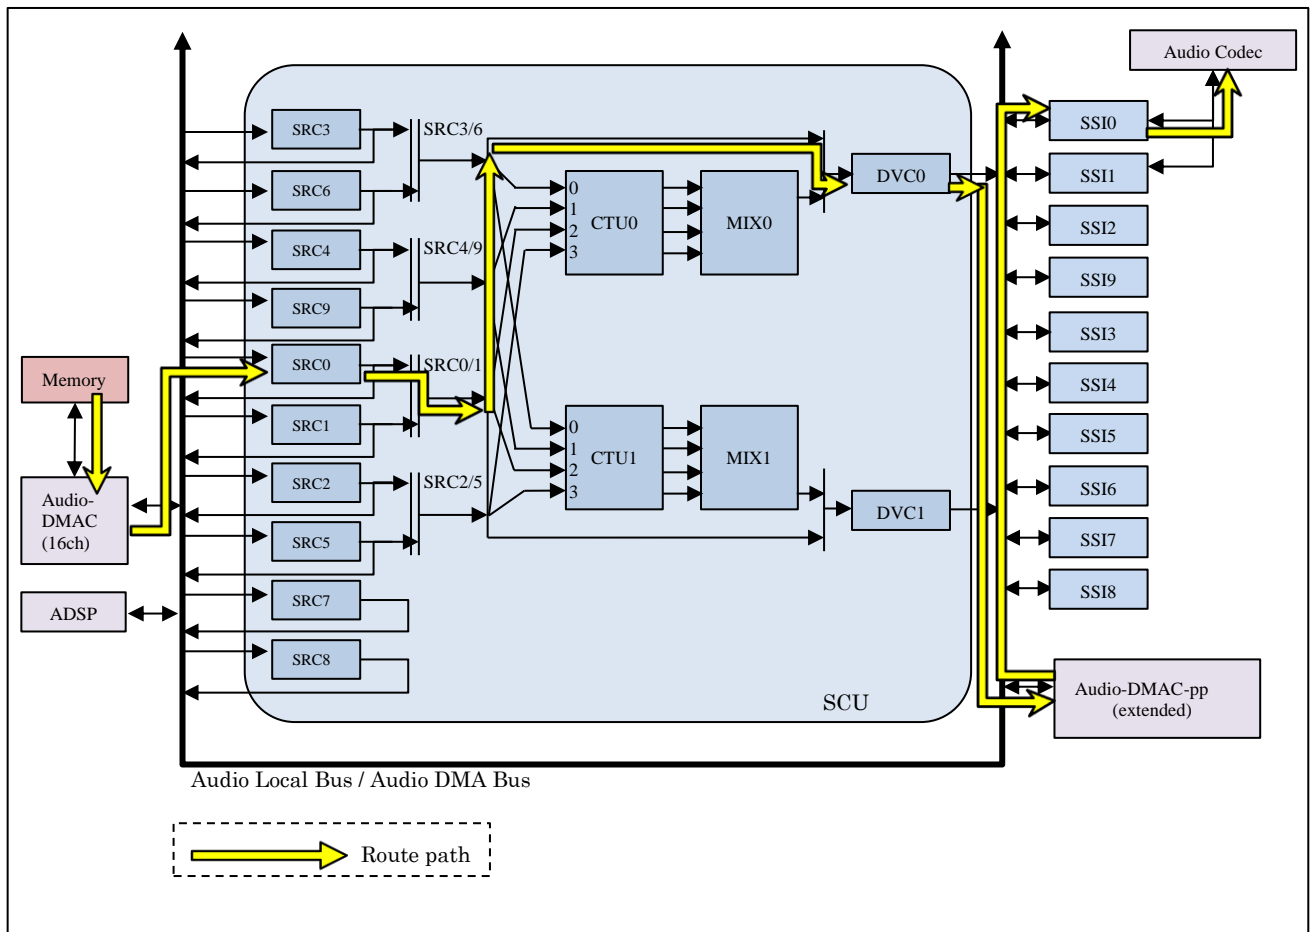 Audio Codec
SRC3
SRC3/6
SSI0
SRC6
DVC0
SSI1
0
1
2
3
CTU0
MIX0
SSI2
SRC4
SRC4/9
SSI9
SRC9
SSI3
Memory
SRC0
SRC0/1
SSI4
SRC1
0
1
2
3
CTU1
MIX1
SSI5
Audio-
DMAC
(16ch)
SRC2
SRC2/5
SSI6
DVC1
SRC5
SSI7
ADSP
SRC7
SSI8
SRC8
SCU
Audio-DMAC-pp
(extended)
Audio Local Bus / Audio DMA Bus
Route path